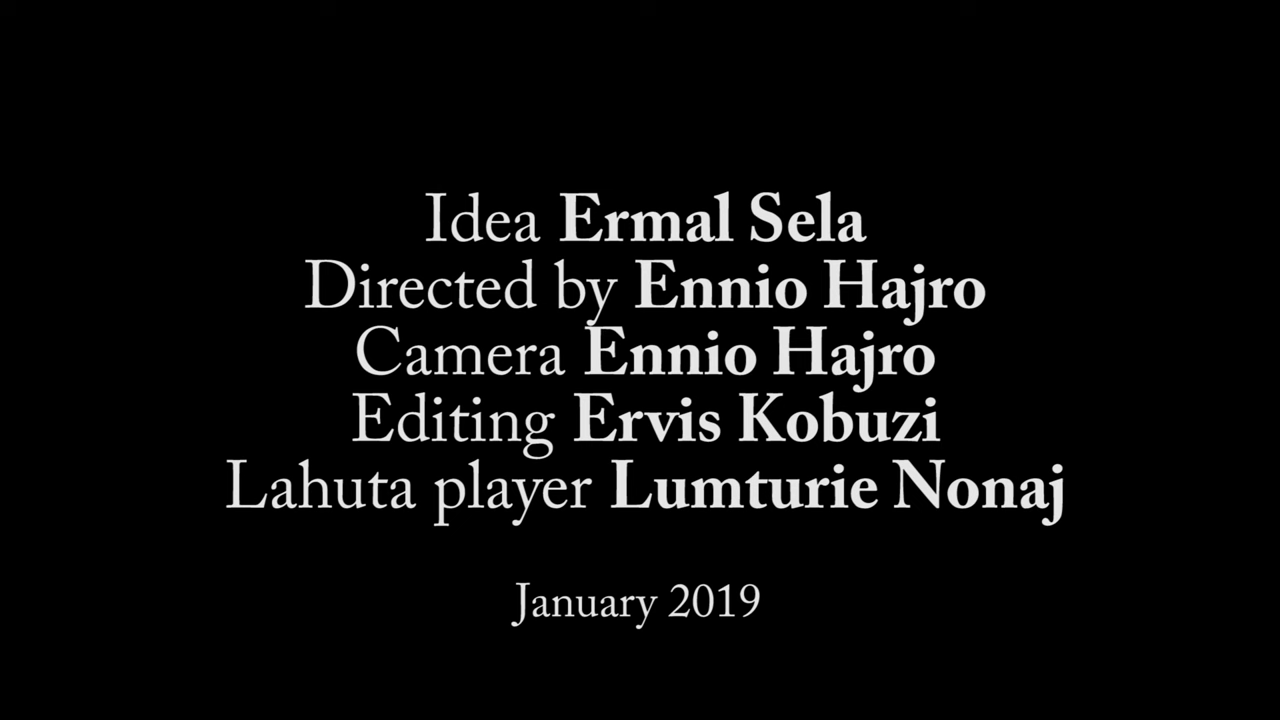 Idea Ermal Sela
Directed by Ennio Hajro
Camera Ennio Hajro
Editing Ervis Kobuzi
Lahuta player Lumturie Nonaj
January 2019